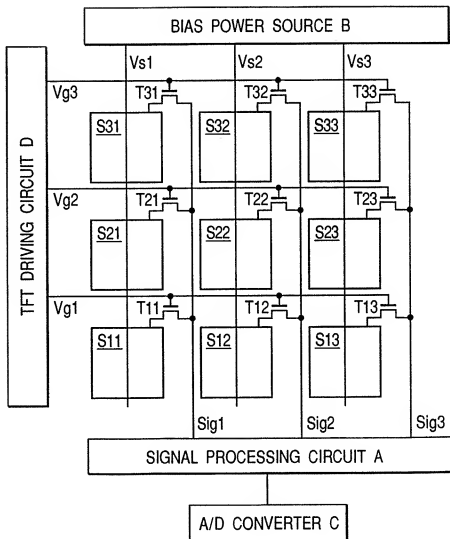 BIAS POWER SOURCE B
Vs1 Vs2 Vs3
Vg3 T31 T32 T33
S31 S32 S33
TFT DRIVING CIRCUIT D
Vg2 T21 T22 T23
S21 S22 S23
Vg1 T11 T12 T13
S11 S12 S13
Sig1 Sig2 Sig3
SIGNAL PROCESSING CIRCUIT A
A/D CONVERTER C